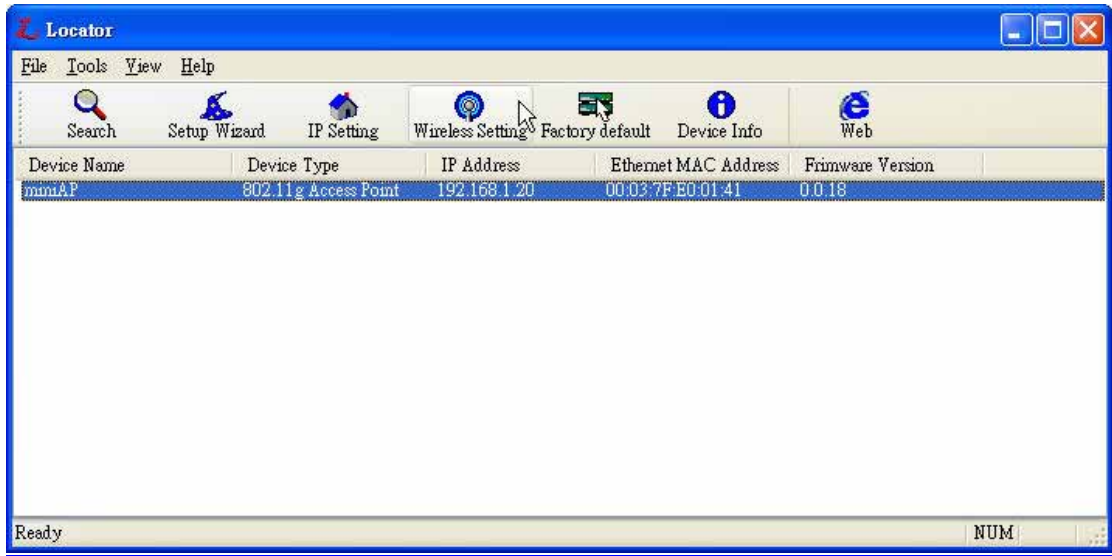 Locator
File Tools View Help
Search Setup Wizard IP Setting Wireless Setting Factory default Device Info Web
Device Name Device Type IP Address Ethernet MAC Address Frimware Version
miniAP 802.11g Access Point 192.168.1.20 00:03:7F:E0:01:41 0.0.18
Ready NUM